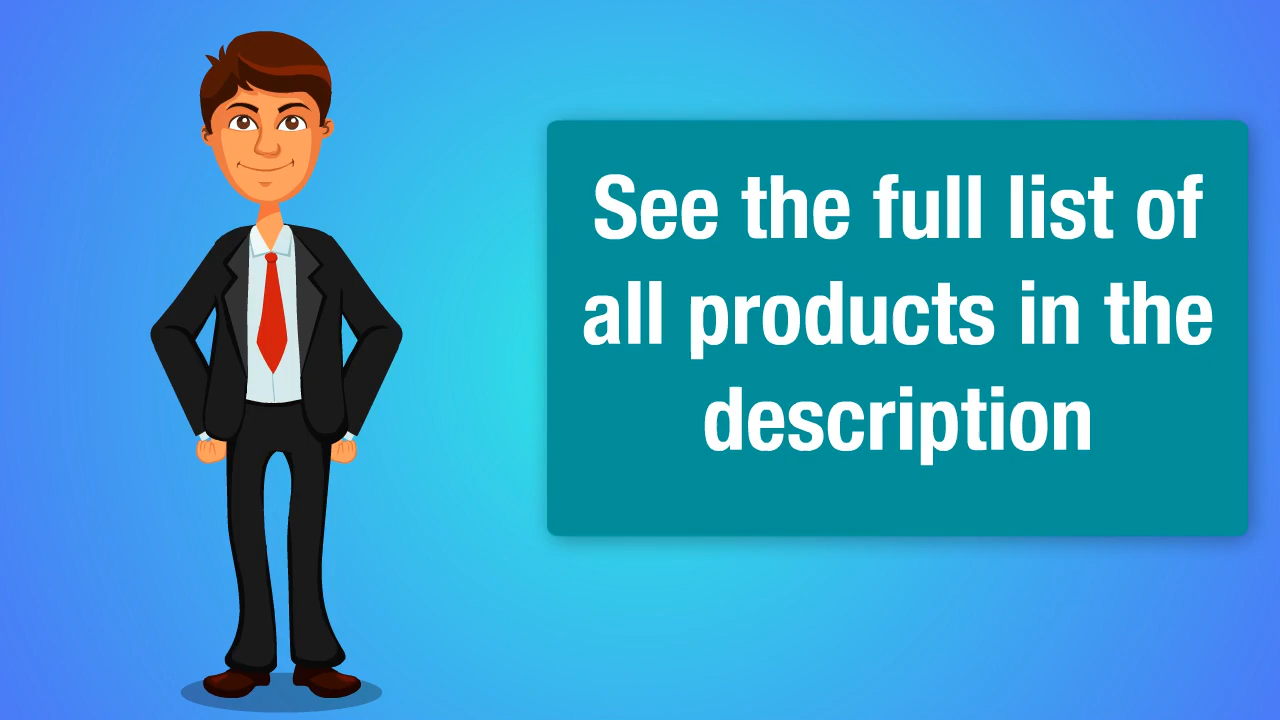 See the full list of
all products in the
description